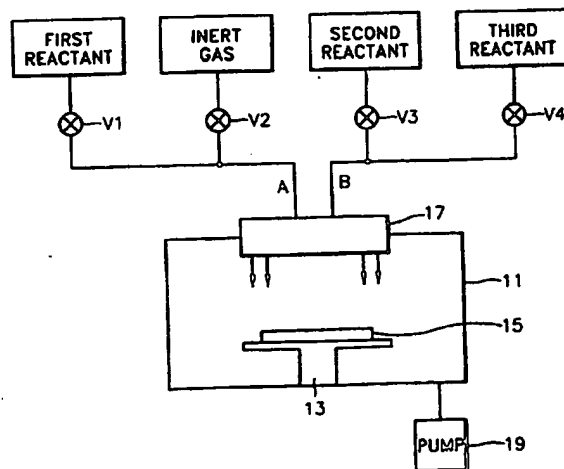 FIRST
REACTANT
INERT
GAS
SECOND
REACTANT
THIRD
REACTANT
V1
V2
V3
V4
A
B
17
11
15
13
PUMP
19